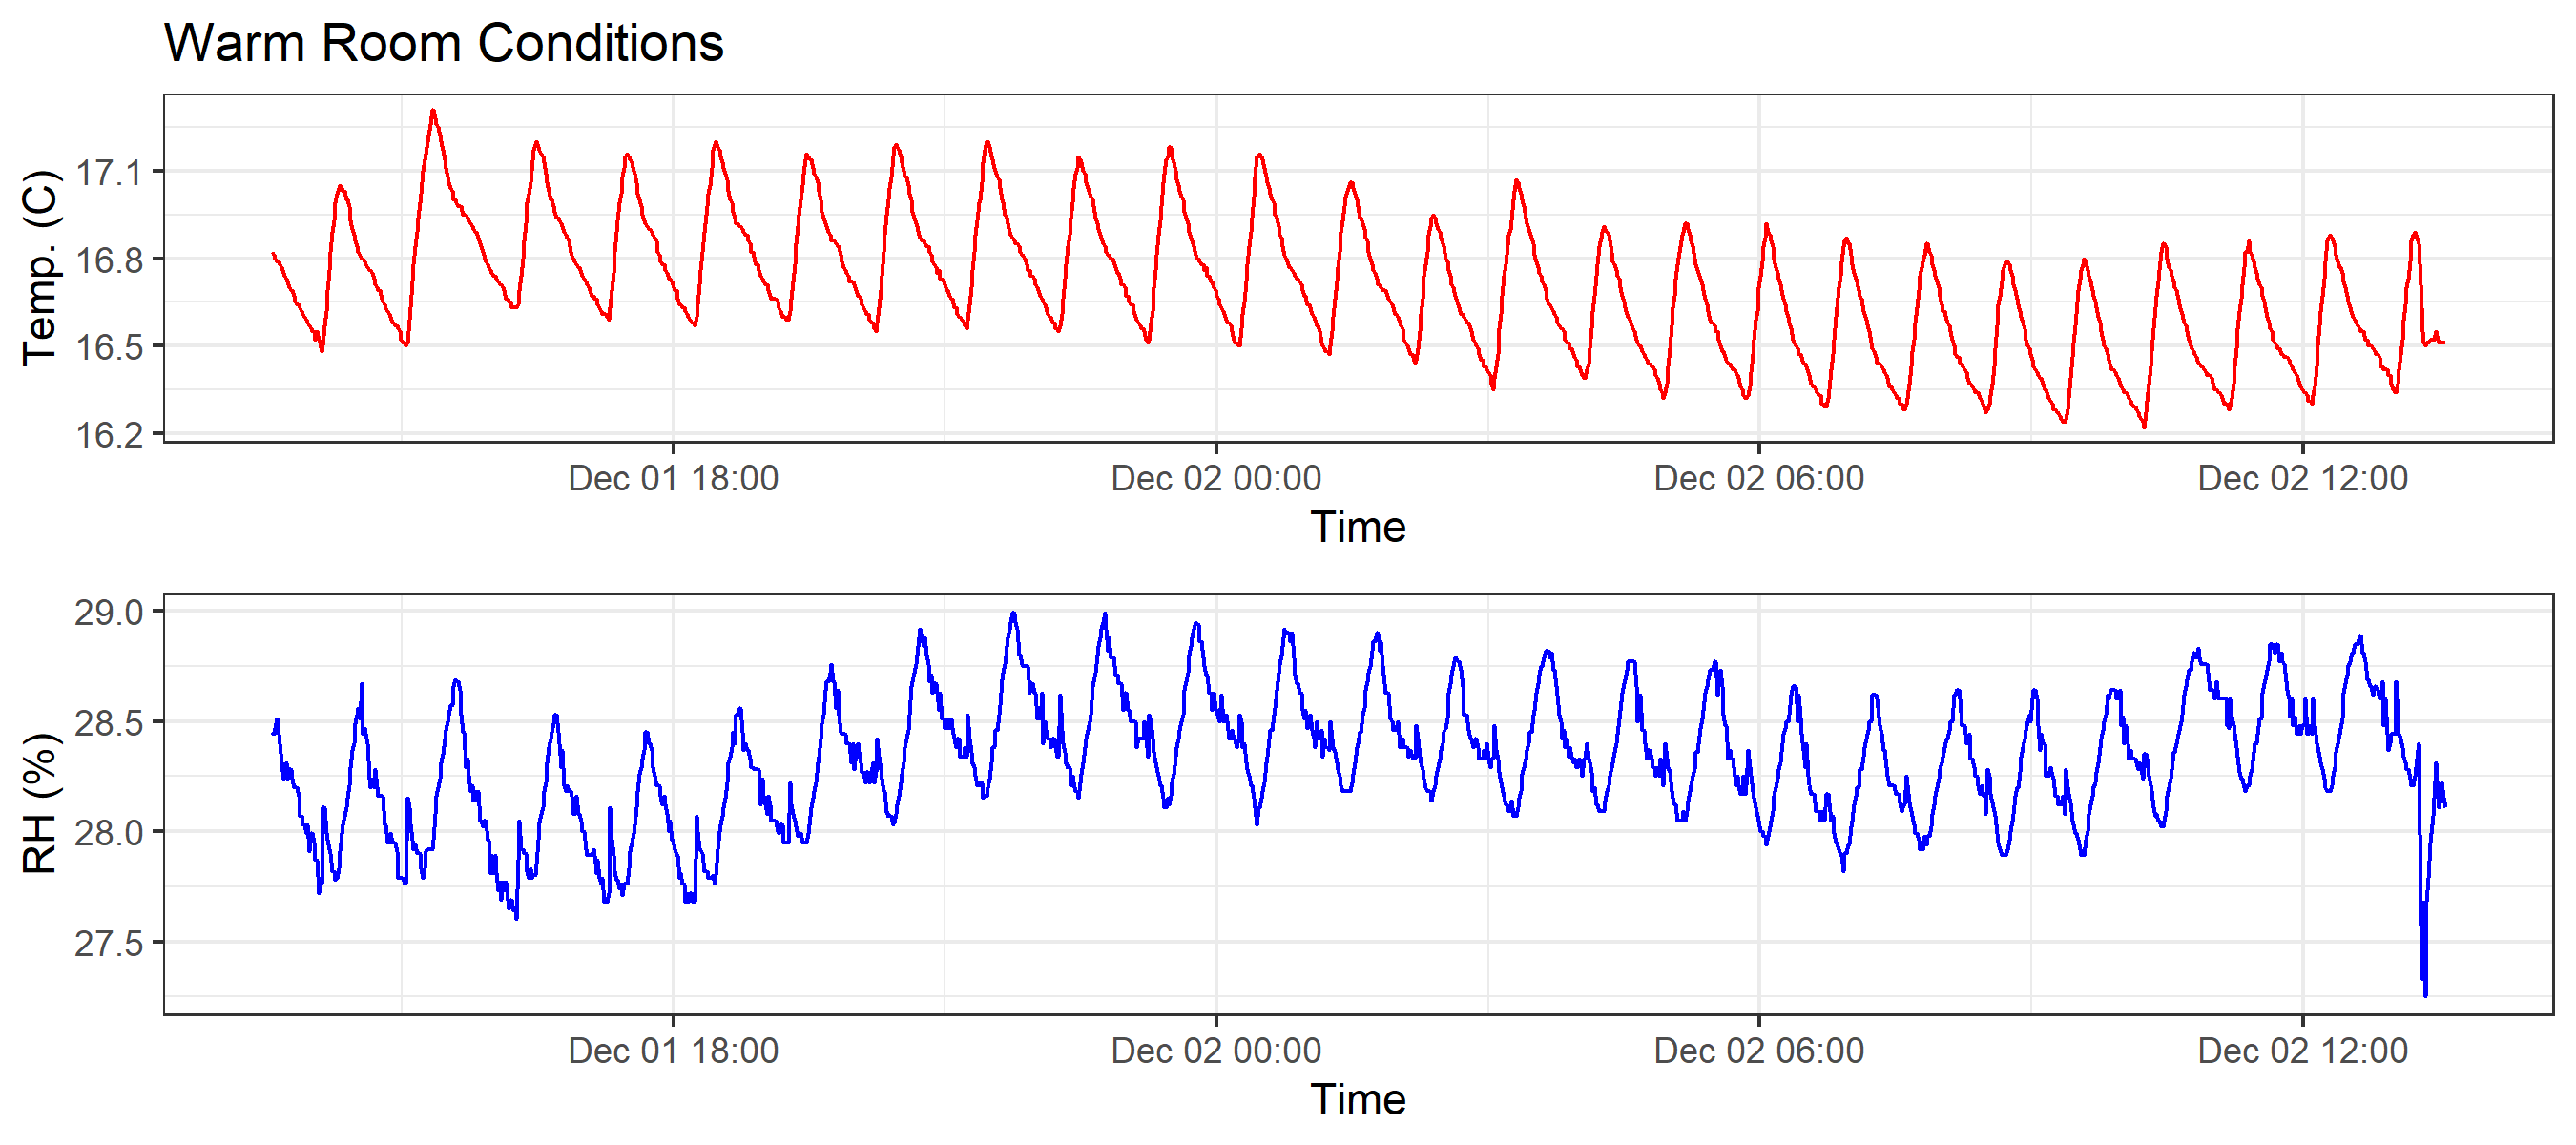 Warm Room Conditions
Temp. (C)
17.1
16.8
16.5
16.2
Dec 01 18:00 Dec 02 00:00 Dec 02 06:00 Dec 02 12:00
Time
RH (%)
29.0
28.5
28.0
27.5
Dec 01 18:00 Dec 02 00:00 Dec 02 06:00 Dec 02 12:00
Time